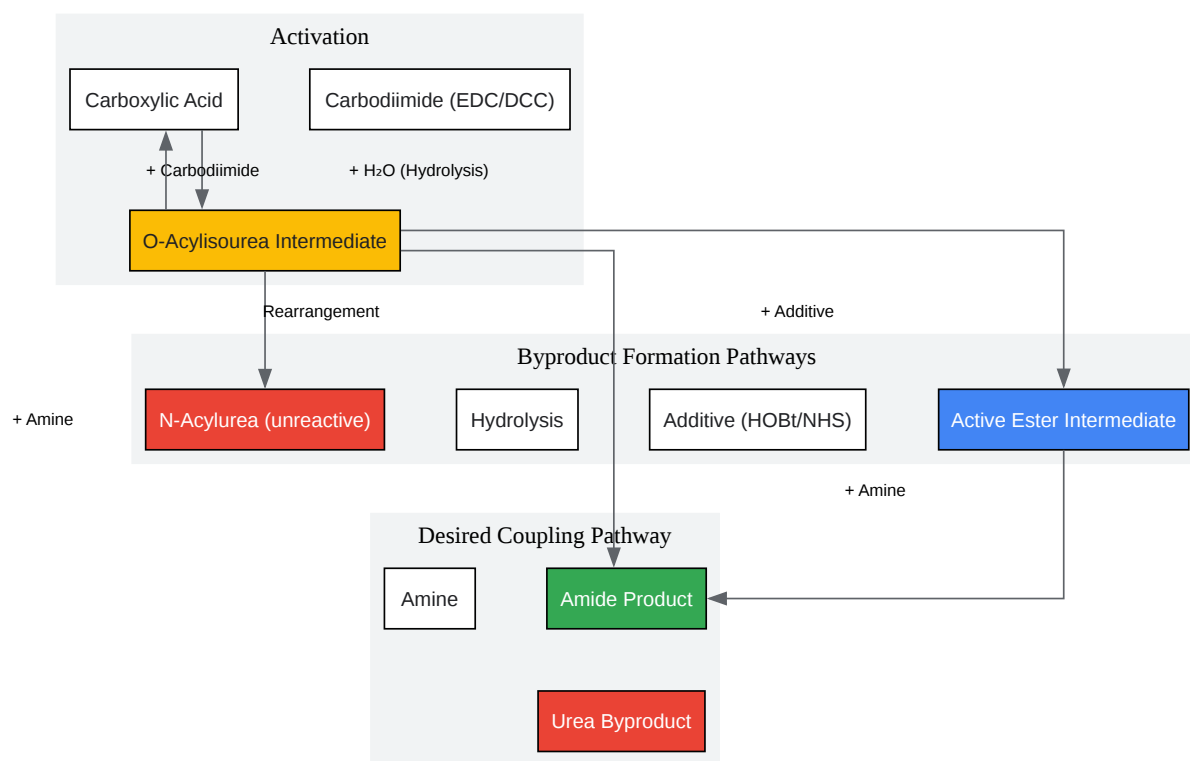 Activation
Carboxylic Acid
Carbodiimide (EDC/DCC)
+ Carbodiimide
+ H₂O (Hydrolysis)
O-Acylisourea Intermediate
Rearrangement
+ Additive
Byproduct Formation Pathways
+ Amine
N-Acylurea (unreactive)
Hydrolysis
Additive (HOBt/NHS)
Active Ester Intermediate
+ Amine
Desired Coupling Pathway
Amine
Amide Product
Urea Byproduct